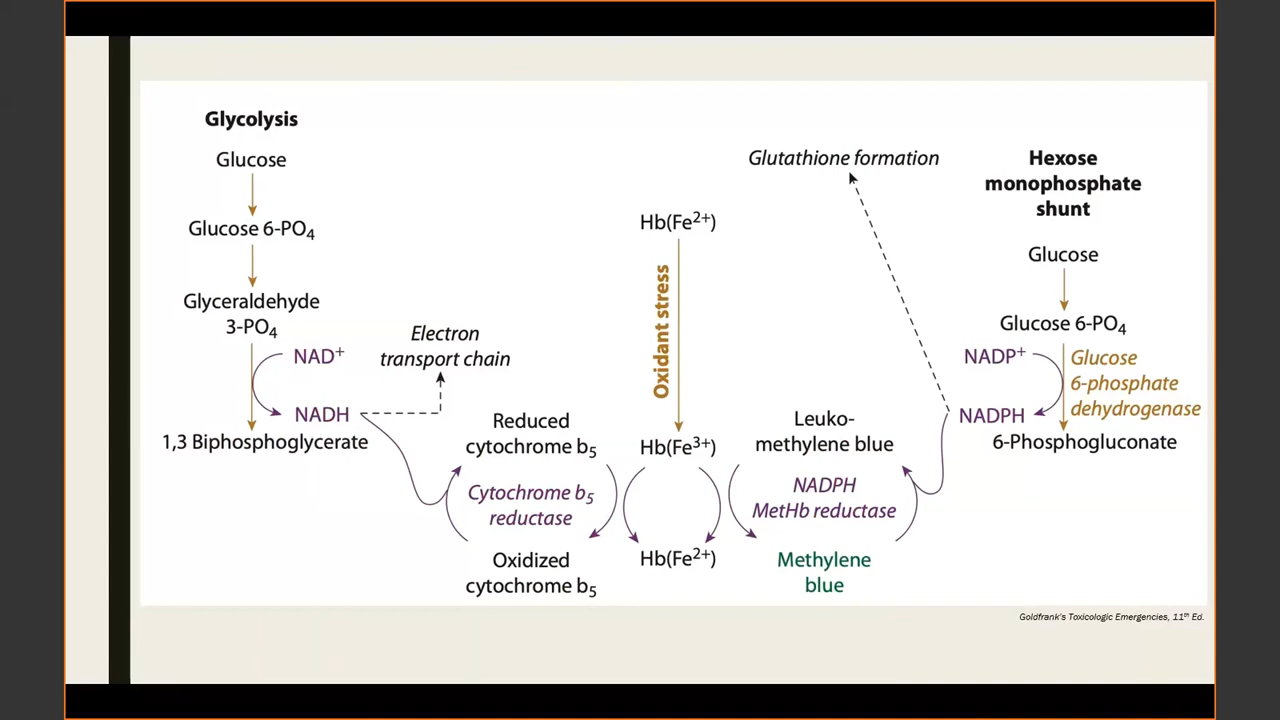 Glycolysis
Glucose
Glucose 6-PO₄
Glyceraldehyde
3-PO₄
NAD⁺
NADH
1,3 Biphosphoglycerate
Electron
transport chain
Reduced
cytochrome b₅
Cytochrome b₅
reductase
Oxidized
cytochrome b₅
Hb(Fe²⁺)
Oxidant stress
Hb(Fe³⁺)
Hb(Fe²⁺)
Glutathione formation
Leuko-
methylene blue
NADPH
MetHb reductase
Methylene
blue
Hexose
monophosphate
shunt
Glucose
Glucose 6-PO₄
NADP⁺
Glucose
6-phosphate
dehydrogenase
NADPH
6-Phosphogluconate
Goldfrank's Toxicologic Emergencies, 11ᵗʰ Ed.